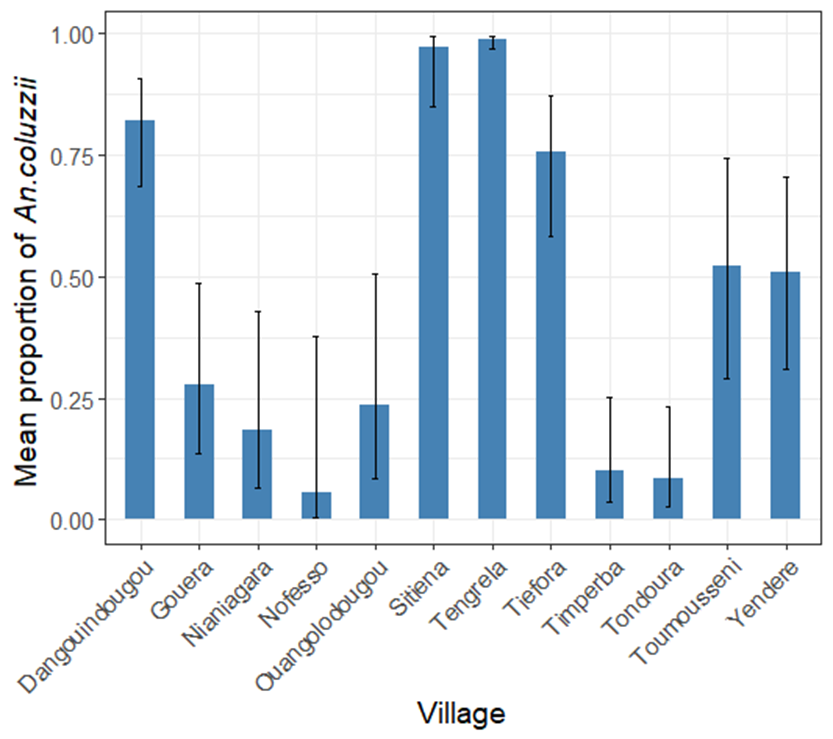 Mean proportion of An.coluzzii
1.00
0.75
0.50
0.25
0.00
Dangouindougou
Gouera
Nianiagara
Nofesso
Ouangolodougou
Sitiena
Tengrela
Tiefora
Timperba
Tondoura
Toumousseni
Yendere
Village